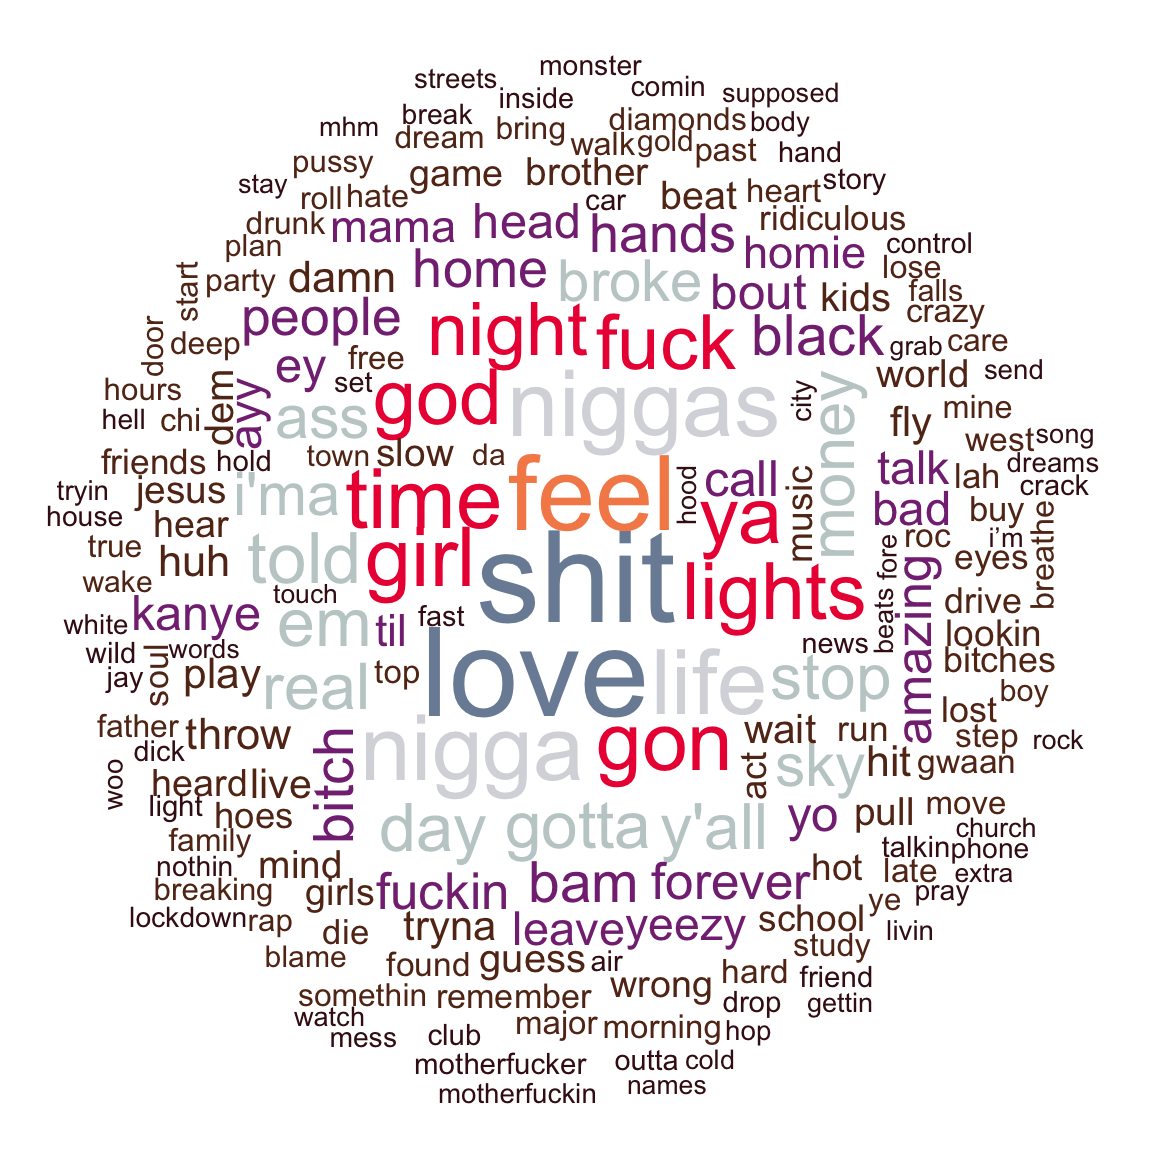 monster
streets
comin
supposed
inside
break
diamonds
body
mhm
dream
bring
walk
gold
past
hand
pussy
game
brother
stay
roll
hate
car
beat
heart
story
drunk
mama
head
hands
ridiculous
plan
homie
control
start
party
damn
home
broke
bout
kids
lose
falls
people
night
fuck
black
crazy
door
deep
ey
free
grab
care
hours
dem
ayy
set
god
niggas
city
money
world
send
hell
chi
ass
fly
mine
friends
hold
town
slow
da
west
song
tryin
jesus
i'ma
time
feel
hood
call
music
talk
lah
dreams
crack
house
hear
ya
bad
buy
true
huh
told
girl
shit
lights
fore
roc
i’m
eyes
breathe
wake
touch
amazing
drive
white
kanye
em
til
fast
love
life
news
beats
lookin
wild
words
soul
jay
play
real
top
stop
bitches
boy
father
throw
nigga
gon
wait
run
lost
step
rock
dick
bitch
act
sky
hit
gwaan
woo
heard
live
light
hoes
day
gotta
y'all
yo
pull
move
family
church
nothin
mind
talkin
phone
breaking
girls
fuckin
bam
forever
hot
late
extra
lockdown
rap
ye
pray
die
tryna
leave
yeezy
school
livin
blame
found
guess
air
study
somethin
remember
wrong
hard
friend
watch
drop
gettin
mess
club
major
morning
hop
motherfucker
outta
cold
motherfuckin
names